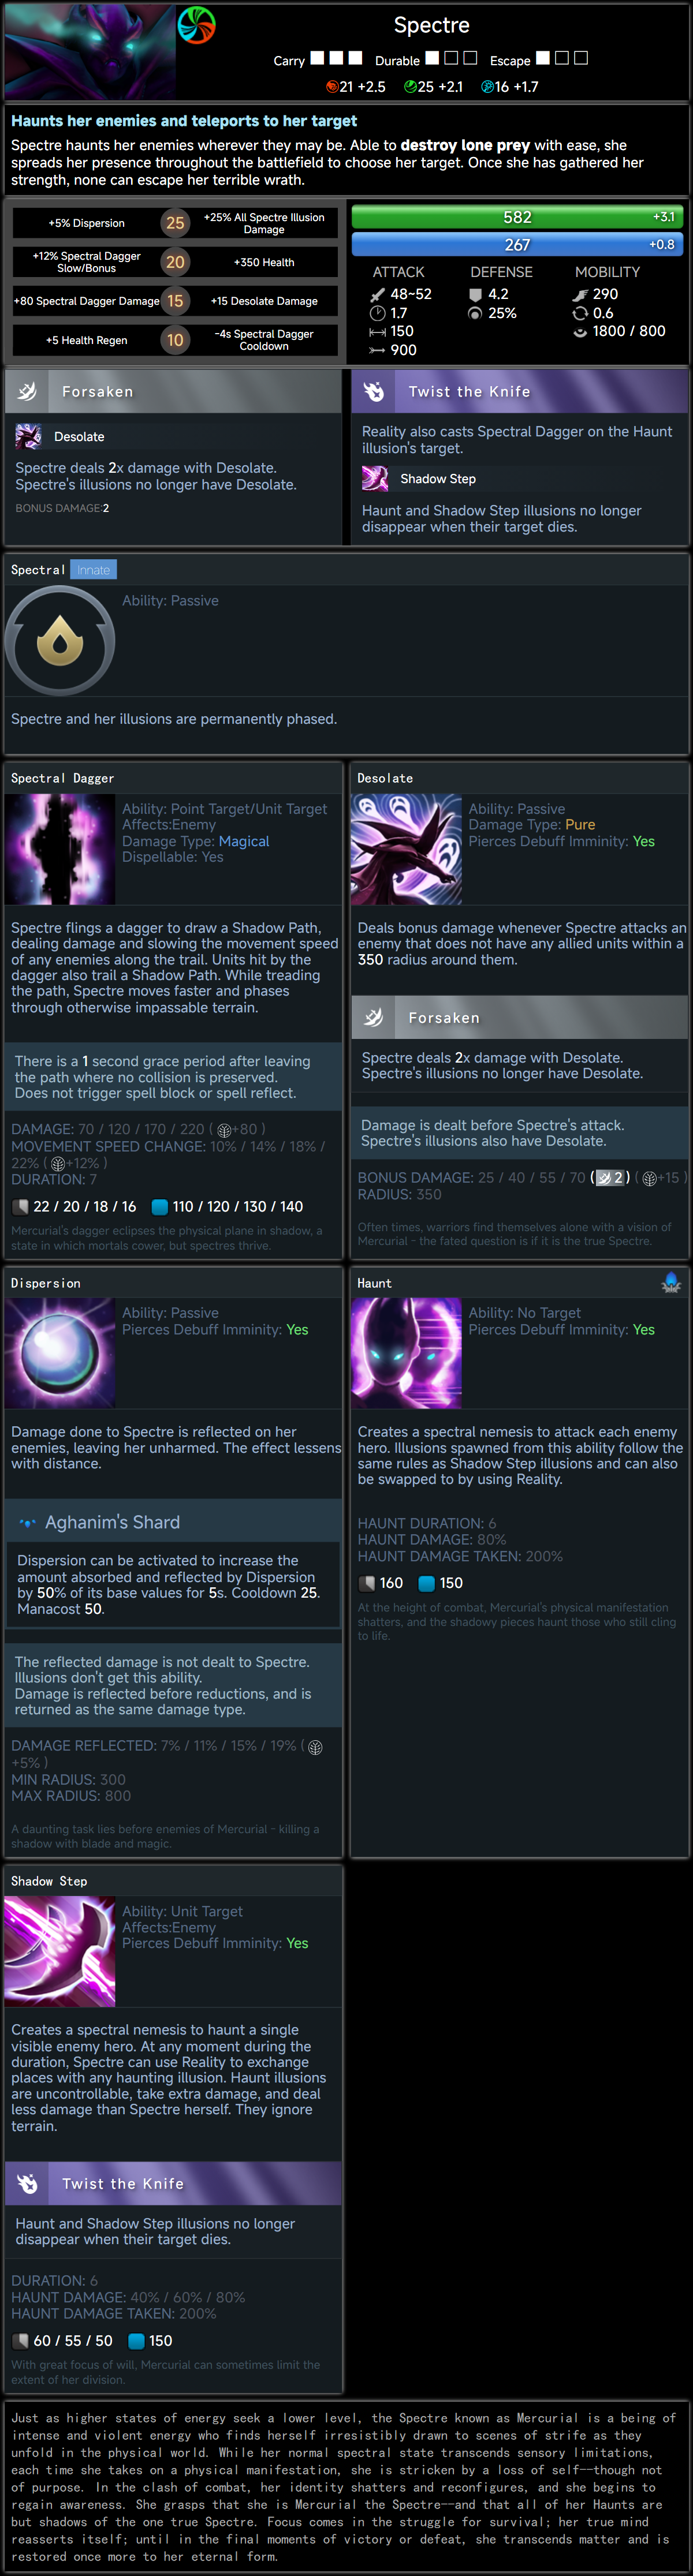 Spectre
Carry Durable Escape
21 +2.5 25 +2.1 16 +1.7
Haunts her enemies and teleports to her target
Spectre haunts her enemies wherever they may be. Able to destroy lone prey with ease, she
spreads her presence throughout the battlefield to choose her target. Once she has gathered her
strength, none can escape her terrible wrath.
+5% Dispersion 25 +25% All Spectre Illusion
Damage
+12% Spectral Dagger
Slow/Bonus 20 +350 Health
+80 Spectral Dagger Damage 15 +15 Desolate Damage
+5 Health Regen 10 -4s Spectral Dagger
Cooldown
582 +3.1
267 +0.8
ATTACK DEFENSE MOBILITY
48~52 4.2 290
1.7 25% 0.6
150 1800 / 800
900
Forsaken
Desolate
Spectre deals 2x damage with Desolate.
Spectre's illusions no longer have Desolate.
BONUS DAMAGE:2
Twist the Knife
Reality also casts Spectral Dagger on the Haunt
illusion's target.
Shadow Step
Haunt and Shadow Step illusions no longer
disappear when their target dies.
Spectral Innate
Ability: Passive
Spectre and her illusions are permanently phased.
Spectral Dagger
Ability: Point Target/Unit Target
Affects:Enemy
Damage Type: Magical
Dispellable: Yes
Spectre flings a dagger to draw a Shadow Path,
dealing damage and slowing the movement speed
of any enemies along the trail. Units hit by the
dagger also trail a Shadow Path. While treading
the path, Spectre moves faster and phases
through otherwise impassable terrain.
There is a 1 second grace period after leaving
the path where no collision is preserved.
Does not trigger spell block or spell reflect.
DAMAGE: 70 / 120 / 170 / 220 ( +80 )
MOVEMENT SPEED CHANGE: 10% / 14% / 18% /
22% ( +12% )
DURATION: 7
22 / 20 / 18 / 16 110 / 120 / 130 / 140
Mercurial's dagger eclipses the physical plane in shadow, a
state in which mortals cower, but spectres thrive.
Desolate
Ability: Passive
Damage Type: Pure
Pierces Debuff Imminity: Yes
Deals bonus damage whenever Spectre attacks an
enemy that does not have any allied units within a
350 radius around them.
Forsaken
Spectre deals 2x damage with Desolate.
Spectre's illusions no longer have Desolate.
Damage is dealt before Spectre's attack.
Spectre's illusions also have Desolate.
BONUS DAMAGE: 25 / 40 / 55 / 70 ( 2 ) ( +15 )
RADIUS: 350
Often times, warriors find themselves alone with a vision of
Mercurial - the fated question is if it is the true Spectre.
Dispersion
Ability: Passive
Pierces Debuff Imminity: Yes
Damage done to Spectre is reflected on her
enemies, leaving her unharmed. The effect lessens
with distance.
Aghanim's Shard
Dispersion can be activated to increase the
amount absorbed and reflected by Dispersion
by 50% of its base values for 5s. Cooldown 25.
Manacost 50.
The reflected damage is not dealt to Spectre.
Illusions don't get this ability.
Damage is reflected before reductions, and is
returned as the same damage type.
DAMAGE REFLECTED: 7% / 11% / 15% / 19% (
+5% )
MIN RADIUS: 300
MAX RADIUS: 800
A daunting task lies before enemies of Mercurial - killing a
shadow with blade and magic.
Haunt
Ability: No Target
Pierces Debuff Imminity: Yes
Creates a spectral nemesis to attack each enemy
hero. Illusions spawned from this ability follow the
same rules as Shadow Step illusions and can also
be swapped to by using Reality.
HAUNT DURATION: 6
HAUNT DAMAGE: 80%
HAUNT DAMAGE TAKEN: 200%
160 150
At the height of combat, Mercurial's physical manifestation
shatters, and the shadowy pieces haunt those who still cling
to life.
Shadow Step
Ability: Unit Target
Affects:Enemy
Pierces Debuff Imminity: Yes
Creates a spectral nemesis to haunt a single
visible enemy hero. At any moment during the
duration, Spectre can use Reality to exchange
places with any haunting illusion. Haunt illusions
are uncontrollable, take extra damage, and deal
less damage than Spectre herself. They ignore
terrain.
Twist the Knife
Haunt and Shadow Step illusions no longer
disappear when their target dies.
DURATION: 6
HAUNT DAMAGE: 40% / 60% / 80%
HAUNT DAMAGE TAKEN: 200%
60 / 55 / 50 150
With great focus of will, Mercurial can sometimes limit the
extent of her division.
Just as higher states of energy seek a lower level, the Spectre known as Mercurial is a being of
intense and violent energy who finds herself irresistibly drawn to scenes of strife as they
unfold in the physical world. While her normal spectral state transcends sensory limitations,
each time she takes on a physical manifestation, she is stricken by a loss of self--though not
of purpose. In the clash of combat, her identity shatters and reconfigures, and she begins to
regain awareness. She grasps that she is Mercurial the Spectre--and that all of her Haunts are
but shadows of the one true Spectre. Focus comes in the struggle for survival; her true mind
reasserts itself; until in the final moments of victory or defeat, she transcends matter and is
restored once more to her eternal form.